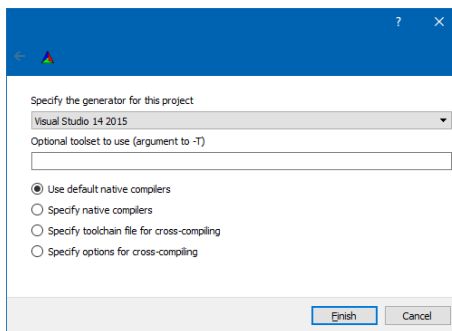 ?
Specify the generator for this project
Visual Studio 14 2015
Optional toolset to use (argument to -T)
Use default native compilers
Specify native compilers
Specify toolchain file for cross-compiling
Specify options for cross-compiling
Finish Cancel